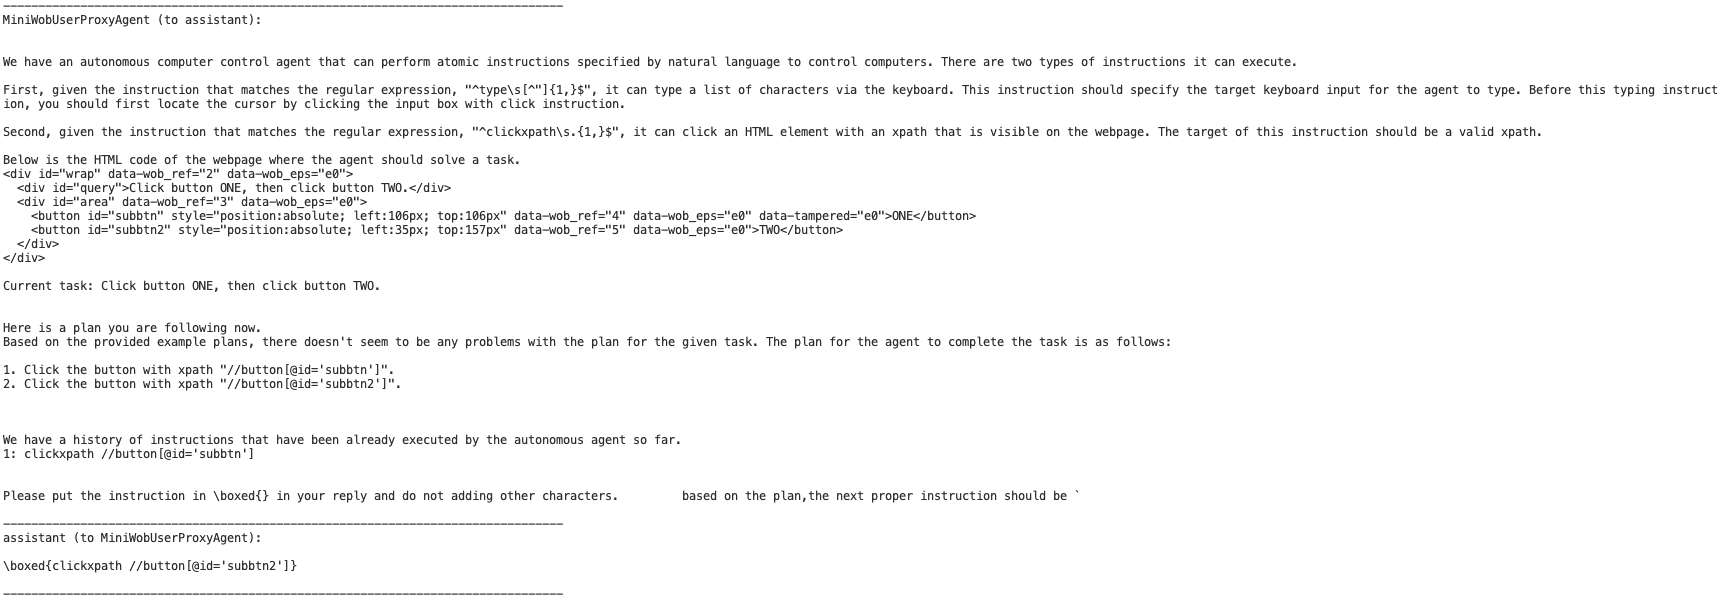 --------------------------------------------------------------------------------
MiniWobUserProxyAgent (to assistant):
We have an autonomous computer control agent that can perform atomic instructions specified by natural language to control computers. There are two types of instructions it can execute.
First, given the instruction that matches the regular expression, "^type\s[^"]{1,}$", it can type a list of characters via the keyboard. This instruction should specify the target keyboard input for the agent to type. Before this typing instruct
ion, you should first locate the cursor by clicking the input box with click instruction.
Second, given the instruction that matches the regular expression, "^clickxpath\s.{1,}$", it can click an HTML element with an xpath that is visible on the webpage. The target of this instruction should be a valid xpath.
Below is the HTML code of the webpage where the agent should solve a task.
<div id="wrap" data-wob_ref="2" data-wob_eps="e0">
  <div id="query">Click button ONE, then click button TWO.</div>
  <div id="area" data-wob_ref="3" data-wob_eps="e0">
    <button id="subbtn" style="position:absolute; left:106px; top:106px" data-wob_ref="4" data-wob_eps="e0" data-tampered="e0">ONE</button>
    <button id="subbtn2" style="position:absolute; left:35px; top:157px" data-wob_ref="5" data-wob_eps="e0">TWO</button>
  </div>
</div>
Current task: Click button ONE, then click button TWO.
Here is a plan you are following now.
Based on the provided example plans, there doesn't seem to be any problems with the plan for the given task. The plan for the agent to complete the task is as follows:
1. Click the button with xpath "//button[@id='subbtn']".
2. Click the button with xpath "//button[@id='subbtn2']".
We have a history of instructions that have been already executed by the autonomous agent so far.
1: clickxpath //button[@id='subbtn']
Please put the instruction in \boxed{} in your reply and do not adding other characters.         based on the plan,the next proper instruction should be `
--------------------------------------------------------------------------------
assistant (to MiniWobUserProxyAgent):
\boxed{clickxpath //button[@id='subbtn2']}
--------------------------------------------------------------------------------